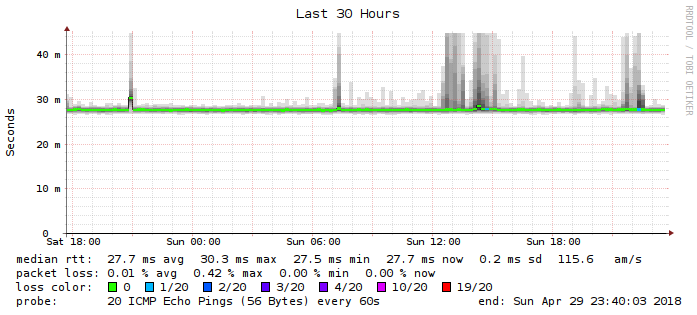 Last 30 Hours
RRDTOOL / TOBI OETIKER
Seconds
40 m
30 m
20 m
10 m
0
Sat 18:00 Sun 00:00 Sun 06:00 Sun 12:00 Sun 18:00
median rtt: 27.7 ms avg 30.3 ms max 27.5 ms min 27.7 ms now 0.2 ms sd 115.6 am/s
packet loss: 0.01 % avg 0.42 % max 0.00 % min 0.00 % now
loss color: 0 1/20 2/20 3/20 4/20 10/20 19/20
probe: 20 ICMP Echo Pings (56 Bytes) every 60s end: Sun Apr 29 23:40:03 2018